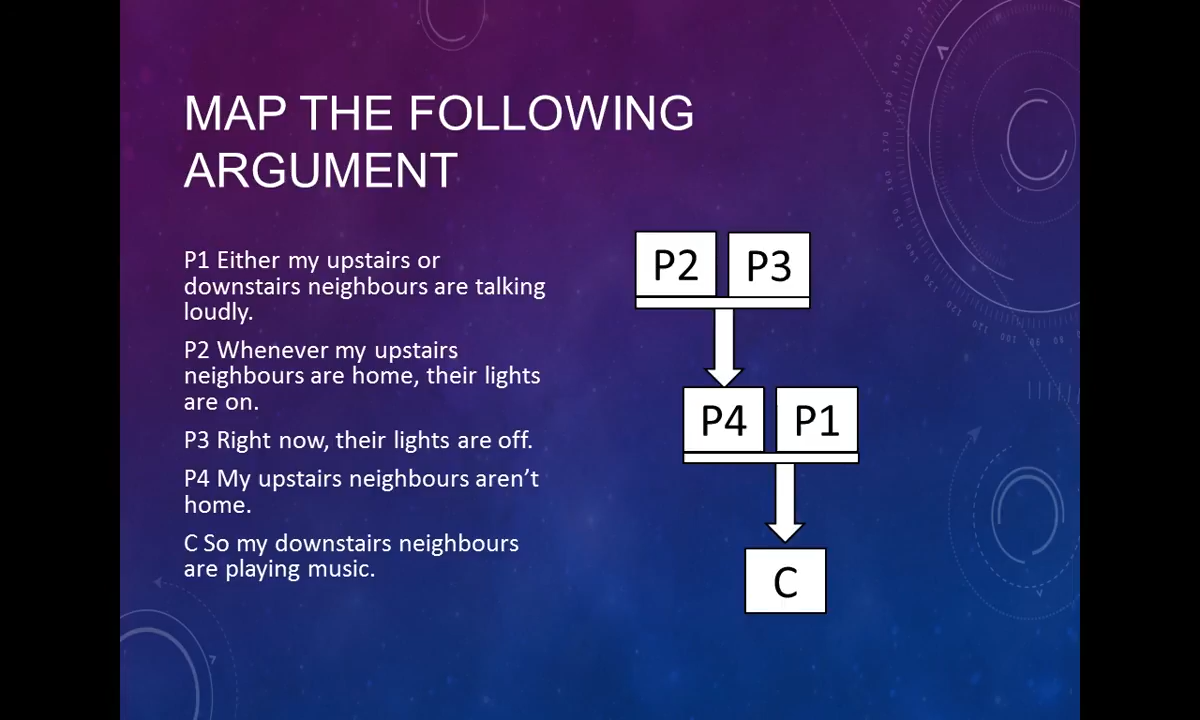 MAP THE FOLLOWING
ARGUMENT
P1 Either my upstairs or
downstairs neighbours are talking
loudly.
P2 Whenever my upstairs
neighbours are home, their lights
are on.
P3 Right now, their lights are off.
P4 My upstairs neighbours aren't
home.
C So my downstairs neighbours
are playing music.
P2 P3
P4 P1
C